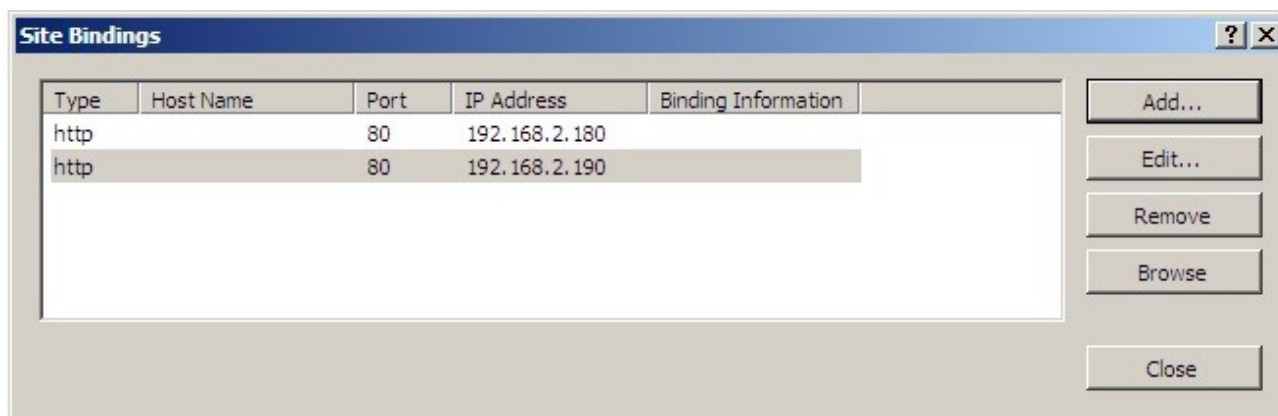 Site Bindings ? X
Type Host Name Port IP Address Binding Information
http 80 192.168.2.180
http 80 192.168.2.190
Add...
Edit...
Remove
Browse
Close